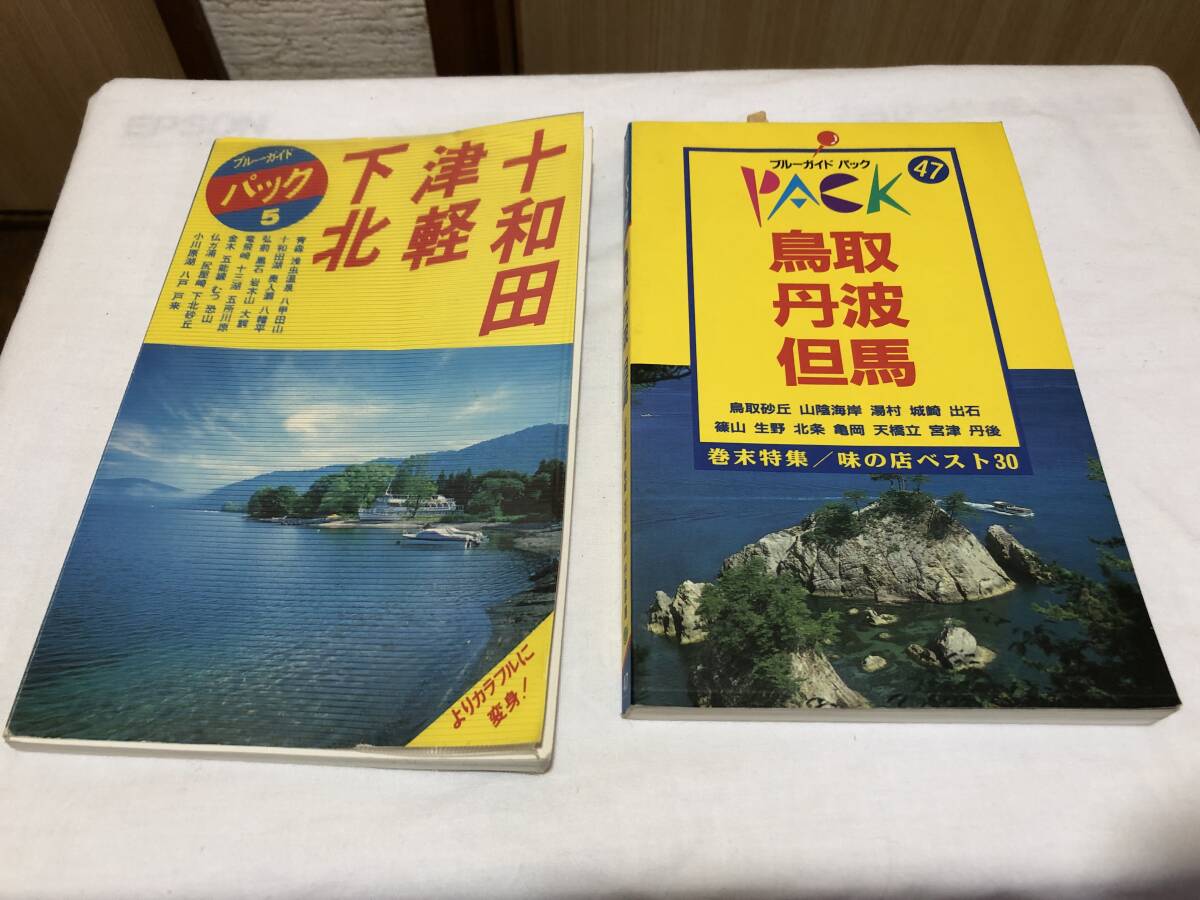 ブルーガイド
パック
5
十和田
津軽
下北
青森 浅虫温泉 八甲田山
十和田湖 奥入瀬 八幡平
弘前 黒石 岩木山 大鰐
竜飛崎 十三湖 五所川原
金木 五能線 むつ 恐山
仏ガ浦 尻屋崎 下北砂丘
小川原湖 八戸 戸来
よりカラフルに
変身!
ブルーガイド パック
PACK
47
鳥取
丹波
但馬
鳥取砂丘 山陰海岸 湯村 城崎 出石
篠山 生野 北条 亀岡 天橋立 宮津 丹後
巻末特集/味の店ベスト30
EPSON